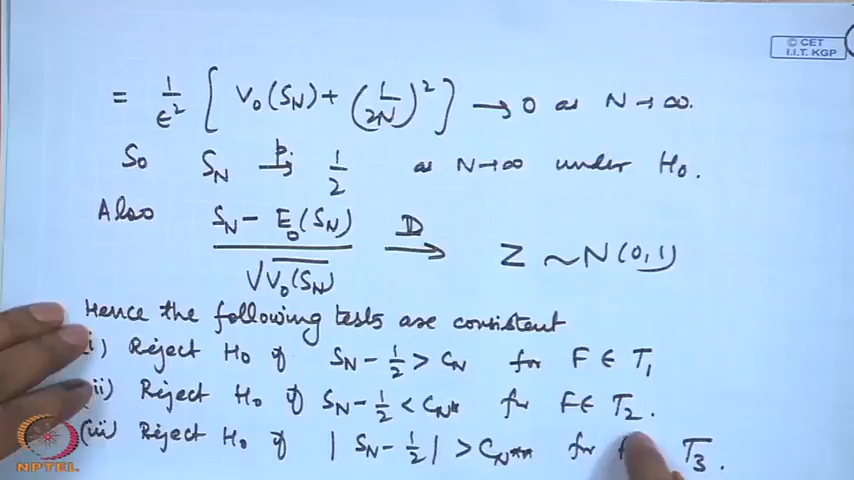 © CET
I.I.T. KGP
= 1/ε² [ V₀(S_N) + (1/2N)² ] → 0 as N → ∞.
So S_N →^p. 1/2 as N→∞ under H₀.
Also (S_N − E₀(S_N)) / √V₀(S_N) →^D Z ~ N(0,1)
Hence the following tests are consistent
i) Reject H₀ if S_N − 1/2 > C_N for F ∈ T₁
ii) Reject H₀ if S_N − 1/2 < C_N* for F ∈ T₂.
(iii) Reject H₀ if | S_N − 1/2 | > C_N** for T₃.
NPTEL